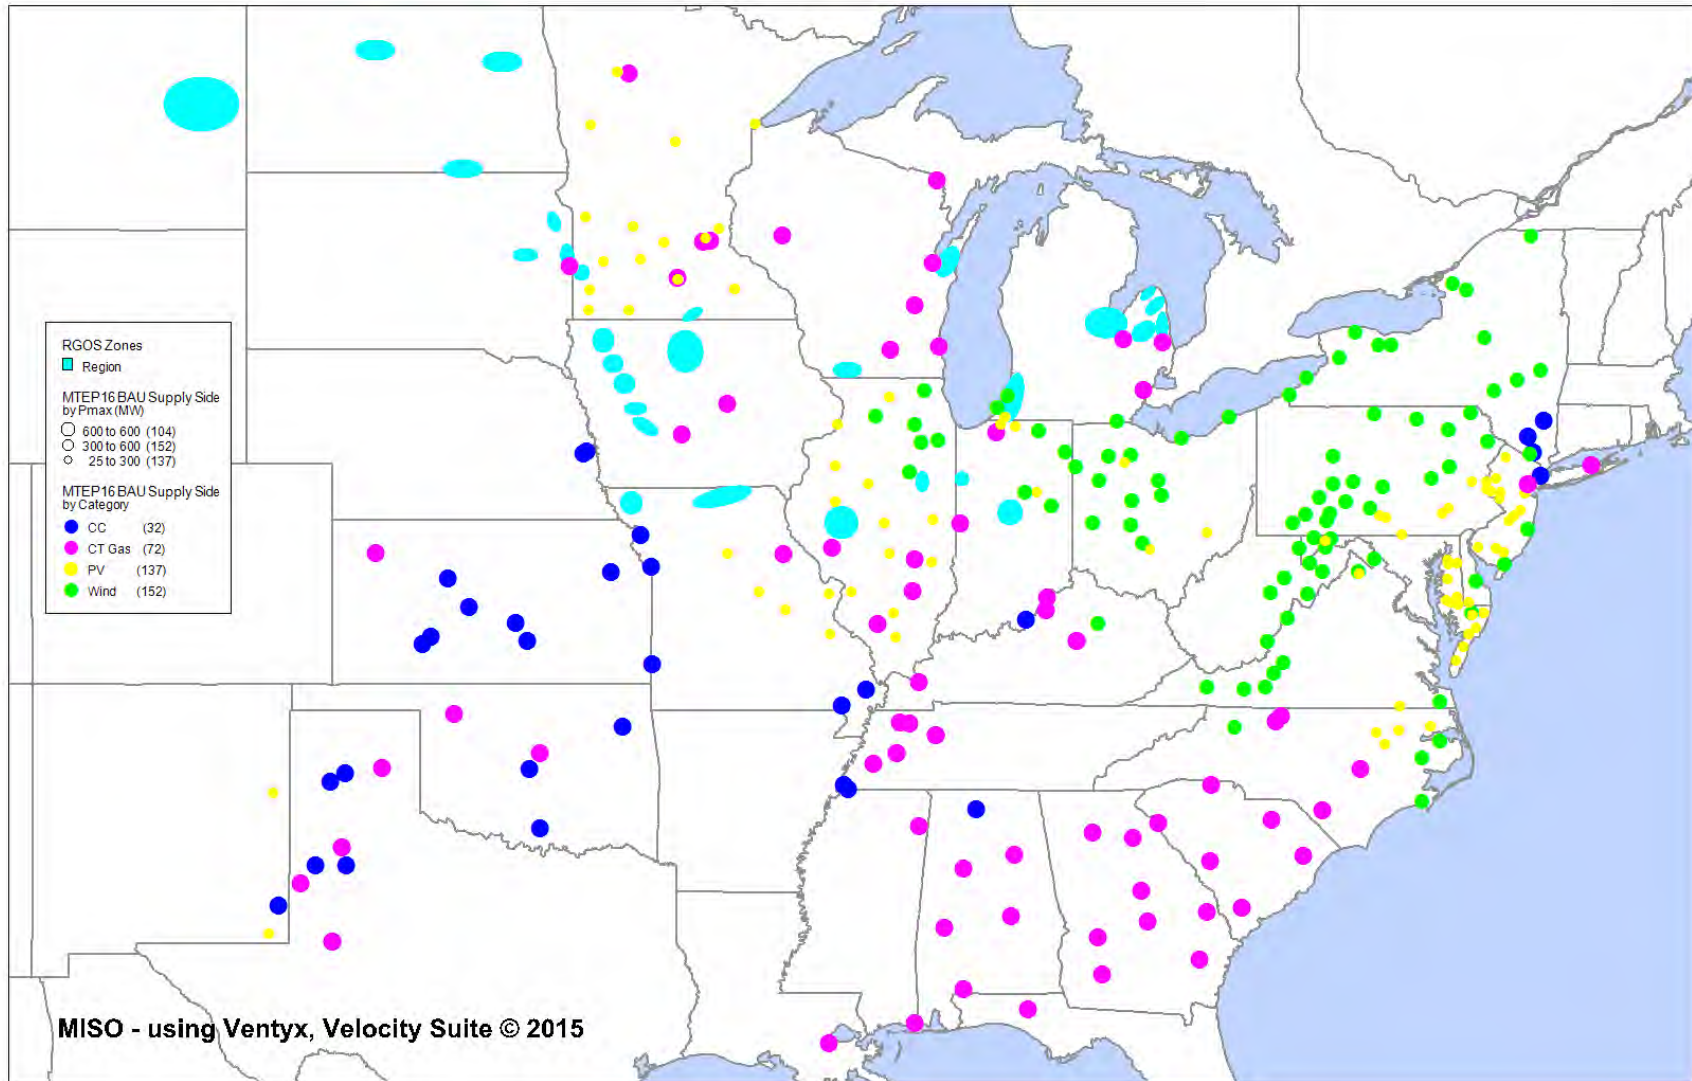 RGOS Zones
Region
MTEP16 BAU Supply Side
by Pmax (MW)
600 to 600 (104)
300 to 600 (152)
25 to 300 (137)
MTEP16 BAU Supply Side
by Category
CC (32)
CT Gas (72)
PV (137)
Wind (152)
MISO - using Ventyx, Velocity Suite © 2015